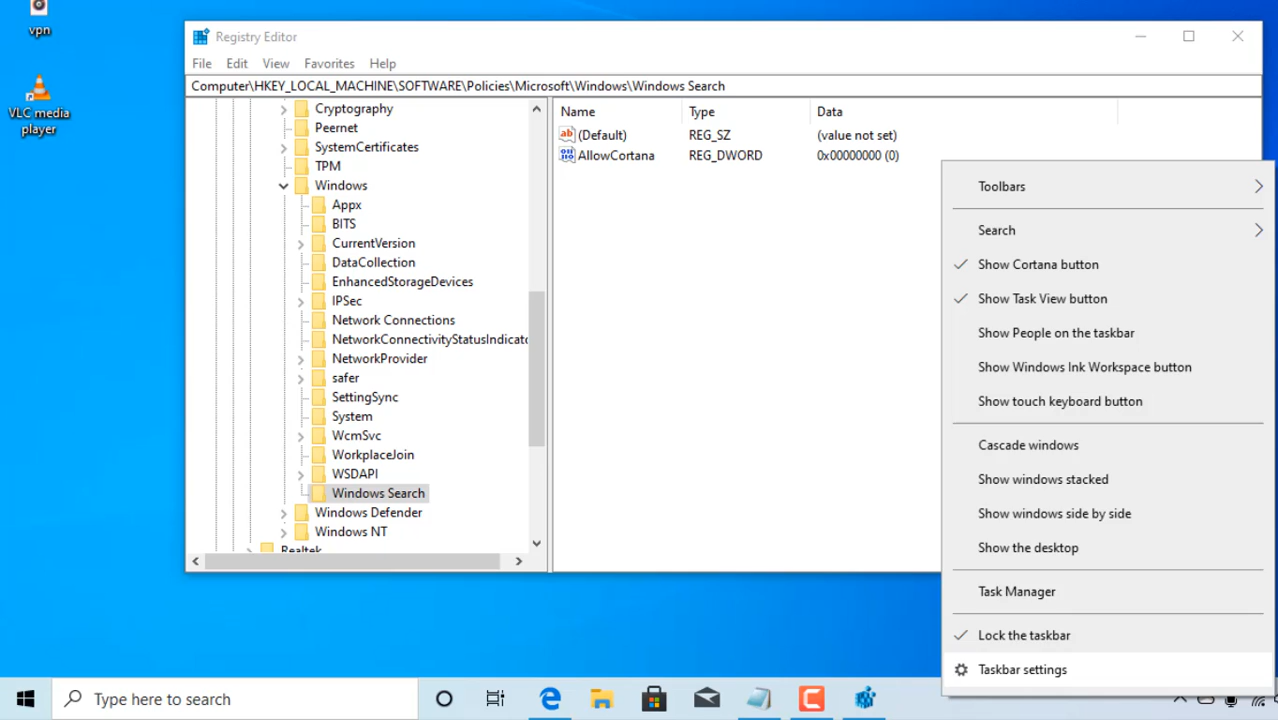 vpn
VLC media
player
Registry Editor
File Edit View Favorites Help
Computer\HKEY_LOCAL_MACHINE\SOFTWARE\Policies\Microsoft\Windows\Windows Search
Cryptography
Peernet
SystemCertificates
TPM
Windows
Appx
BITS
CurrentVersion
DataCollection
EnhancedStorageDevices
IPSec
Network Connections
NetworkConnectivityStatusIndicato
NetworkProvider
safer
SettingSync
System
WcmSvc
WorkplaceJoin
WSDAPI
Windows Search
Windows Defender
Windows NT
Realtek
Name Type Data
(Default) REG_SZ (value not set)
AllowCortana REG_DWORD 0x00000000 (0)
Toolbars
Search
Show Cortana button
Show Task View button
Show People on the taskbar
Show Windows Ink Workspace button
Show touch keyboard button
Cascade windows
Show windows stacked
Show windows side by side
Show the desktop
Task Manager
Lock the taskbar
Taskbar settings
Type here to search